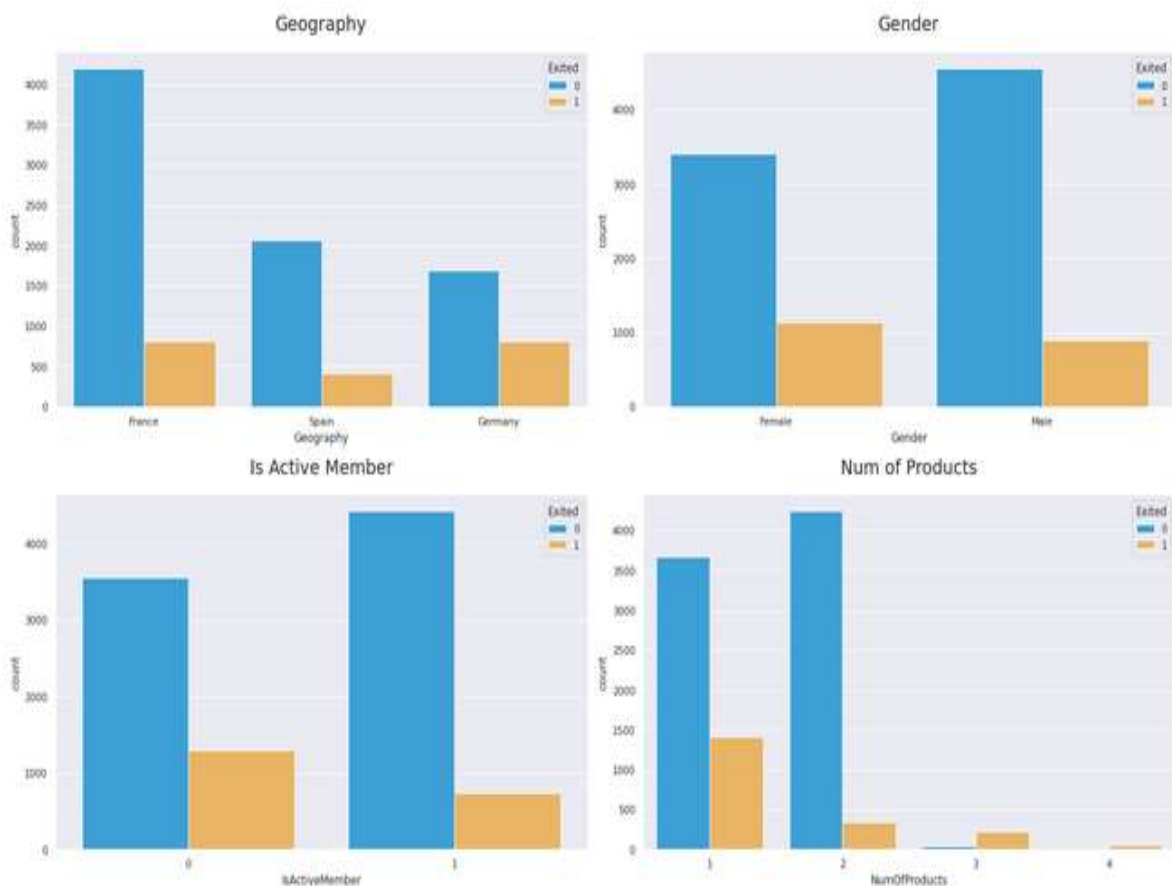 Geography
Exited
0
1
4000
3500
3000
2500
2000
1500
1000
500
0
count
France Spain Germany
Geography
Gender
Exited
0
1
4000
3000
2000
1000
0
count
Female Male
Gender
Is Active Member
Exited
0
1
4000
3000
2000
1000
0
count
0 1
IsActiveMember
Num of Products
Exited
0
1
4000
3500
3000
2500
2000
1500
1000
500
0
count
1 2 3 4
NumOfProducts